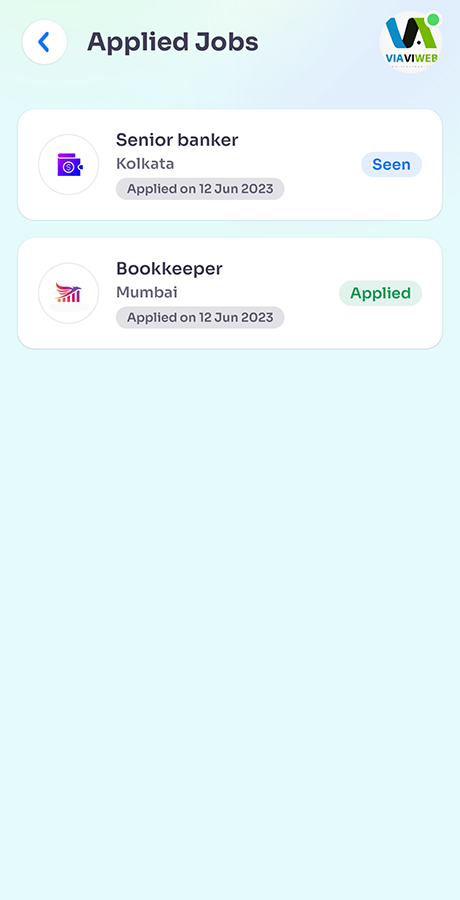 Applied Jobs
VIAVIWEB
Senior banker
Kolkata
Seen
Applied on 12 Jun 2023
Bookkeeper
Mumbai
Applied
Applied on 12 Jun 2023